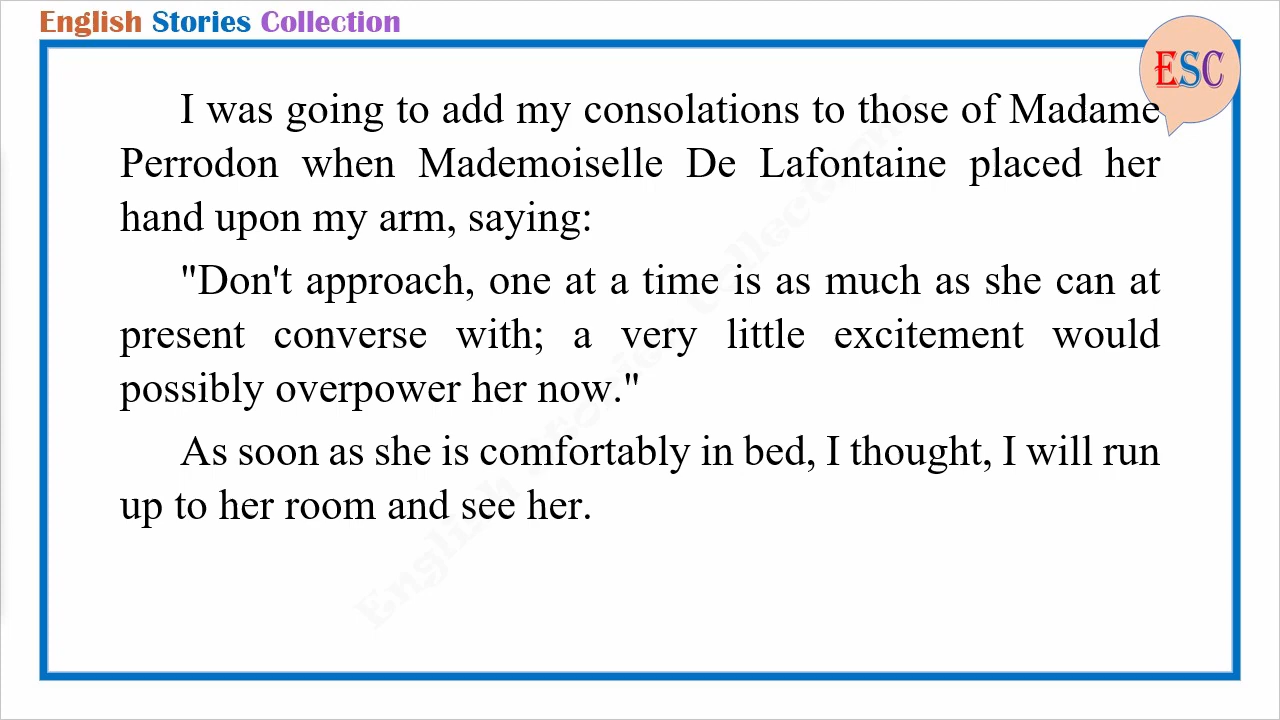 English Stories Collection
ESC
I was going to add my consolations to those of Madame
Perrodon when Mademoiselle De Lafontaine placed her
hand upon my arm, saying:
"Don't approach, one at a time is as much as she can at
present converse with; a very little excitement would
possibly overpower her now."
As soon as she is comfortably in bed, I thought, I will run
up to her room and see her.
English Stories Collection